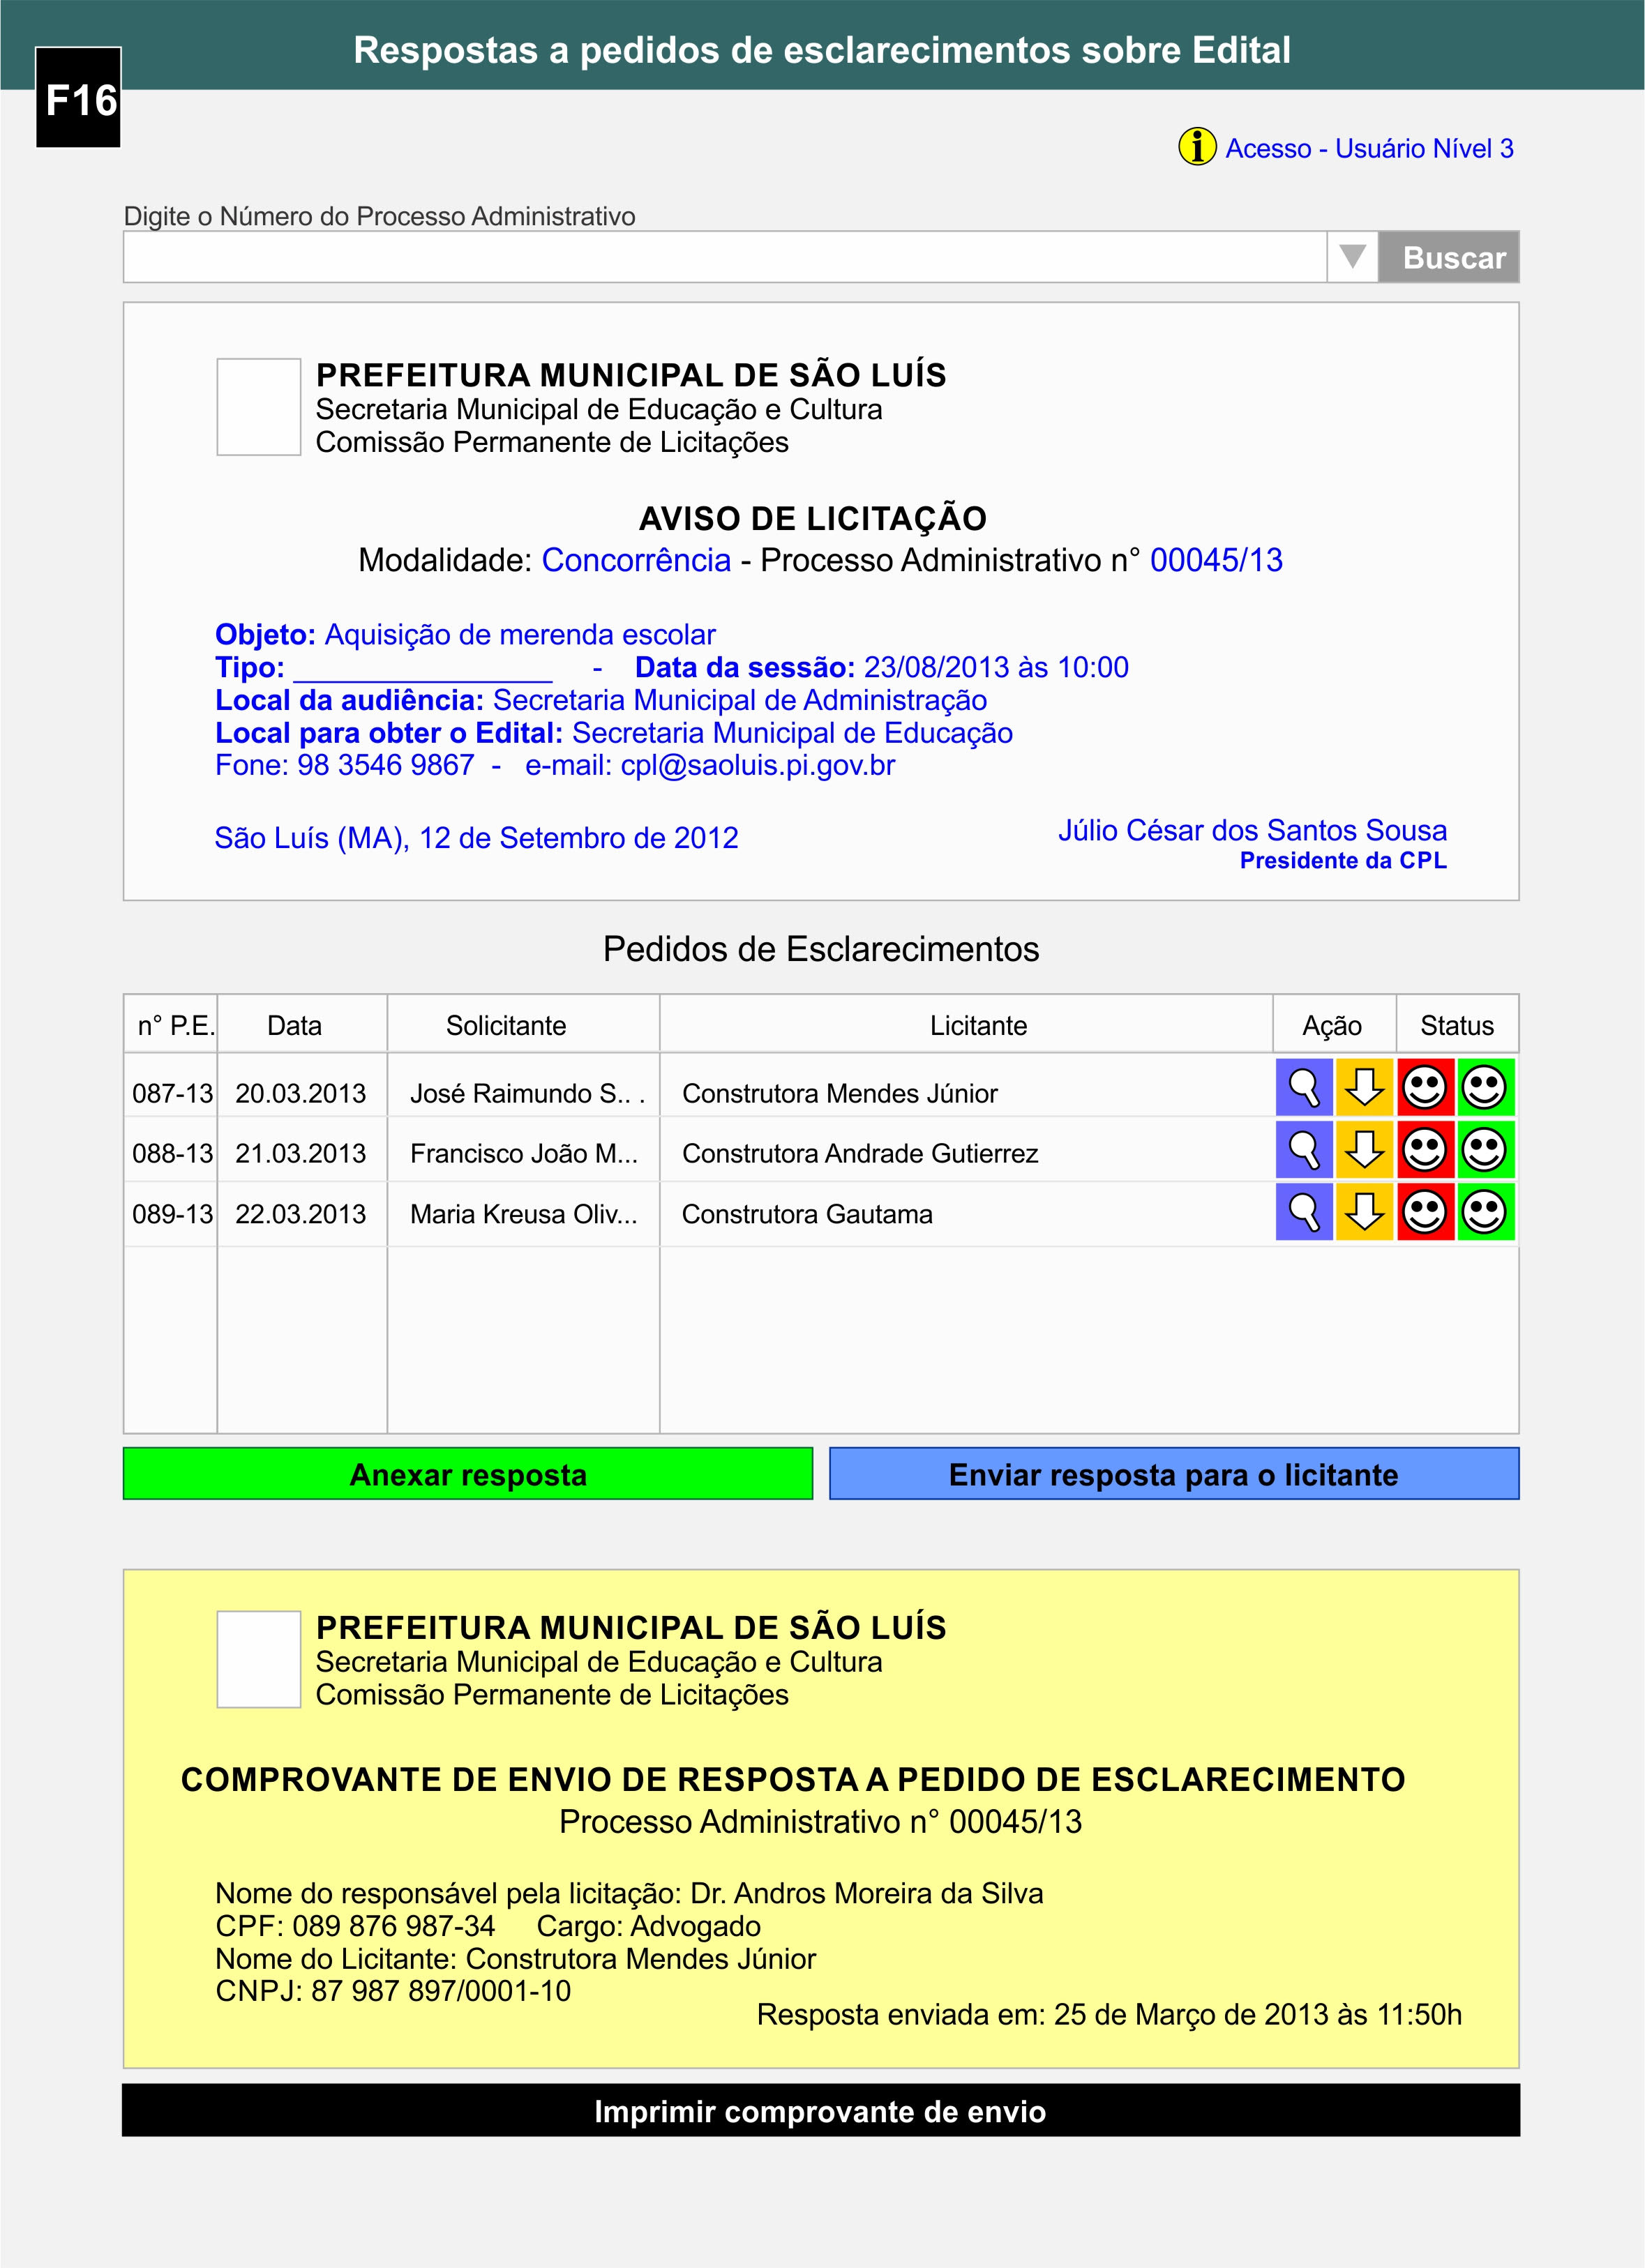 Respostas a pedidos de esclarecimentos sobre Edital
F16
i Acesso - Usuário Nível 3
Digite o Número do Processo Administrativo
Buscar
PREFEITURA MUNICIPAL DE SÃO LUÍS
Secretaria Municipal de Educação e Cultura
Comissão Permanente de Licitações
AVISO DE LICITAÇÃO
Modalidade: Concorrência - Processo Administrativo n° 00045/13
Objeto: Aquisição de merenda escolar
Tipo: ________________ - Data da sessão: 23/08/2013 às 10:00
Local da audiência: Secretaria Municipal de Administração
Local para obter o Edital: Secretaria Municipal de Educação
Fone: 98 3546 9867 - e-mail: cpl@saoluis.pi.gov.br
São Luís (MA), 12 de Setembro de 2012
Júlio César dos Santos Sousa
Presidente da CPL
Pedidos de Esclarecimentos
n° P.E. Data Solicitante Licitante Ação Status
087-13 20.03.2013 José Raimundo S.. . Construtora Mendes Júnior
088-13 21.03.2013 Francisco João M... Construtora Andrade Gutierrez
089-13 22.03.2013 Maria Kreusa Oliv... Construtora Gautama
Anexar resposta
Enviar resposta para o licitante
PREFEITURA MUNICIPAL DE SÃO LUÍS
Secretaria Municipal de Educação e Cultura
Comissão Permanente de Licitações
COMPROVANTE DE ENVIO DE RESPOSTA A PEDIDO DE ESCLARECIMENTO
Processo Administrativo n° 00045/13
Nome do responsável pela licitação: Dr. Andros Moreira da Silva
CPF: 089 876 987-34 Cargo: Advogado
Nome do Licitante: Construtora Mendes Júnior
CNPJ: 87 987 897/0001-10
Resposta enviada em: 25 de Março de 2013 às 11:50h
Imprimir comprovante de envio